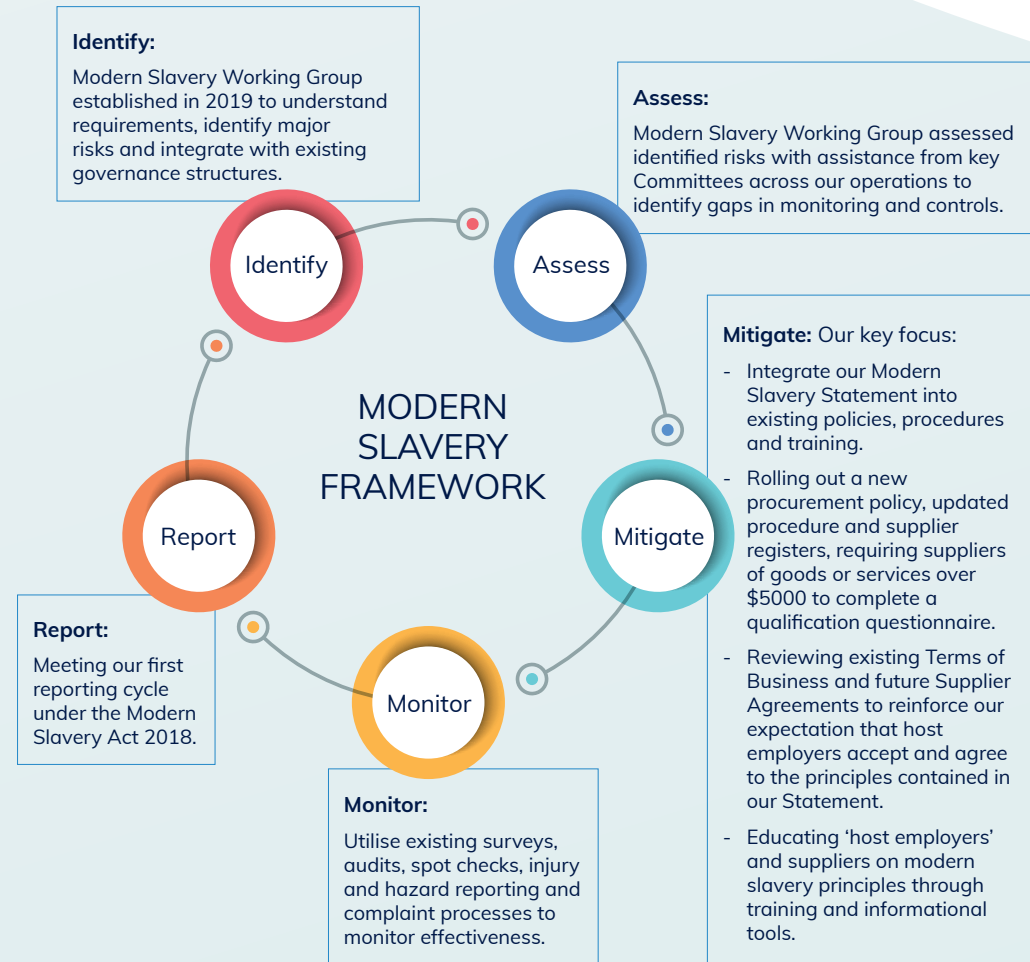 Identify:
Modern Slavery Working Group
established in 2019 to understand
requirements, identify major
risks and integrate with existing
governance structures.
Assess:
Modern Slavery Working Group assessed
identified risks with assistance from key
Committees across our operations to
identify gaps in monitoring and controls.
Identify
Assess
MODERN
SLAVERY
FRAMEWORK
Mitigate: Our key focus:
- Integrate our Modern
Slavery Statement into
existing policies, procedures
and training.
- Rolling out a new
procurement policy, updated
procedure and supplier
registers, requiring suppliers
of goods or services over
$5000 to complete a
qualification questionnaire.
- Reviewing existing Terms of
Business and future Supplier
Agreements to reinforce our
expectation that host
employers accept and agree
to the principles contained in
our Statement.
- Educating ‘host employers’
and suppliers on modern
slavery principles through
training and informational
tools.
Report
Mitigate
Report:
Meeting our first
reporting cycle
under the Modern
Slavery Act 2018.
Monitor
Monitor:
Utilise existing surveys,
audits, spot checks, injury
and hazard reporting and
complaint processes to
monitor effectiveness.